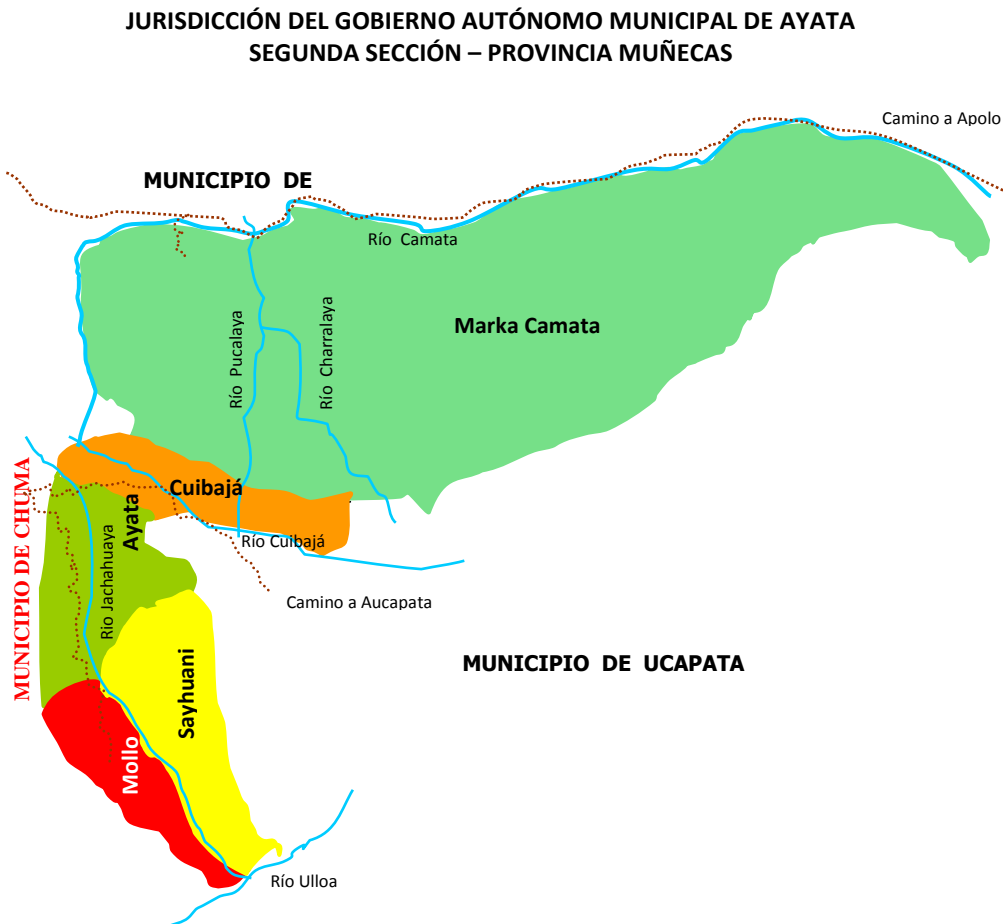 JURISDICCIÓN DEL GOBIERNO AUTÓNOMO MUNICIPAL DE AYATA
SEGUNDA SECCIÓN – PROVINCIA MUÑECAS
Camino a Apolo
MUNICIPIO DE
Río Camata
Marka Camata
Río Pucalaya
Río Charralaya
MUNICIPIO DE CHUMA
Cuibajá
Ayata
Río Cuibajá
Rio Jachahuaya
Camino a Aucapata
MUNICIPIO DE UCAPATA
Sayhuani
Mollo
Río Ulloa